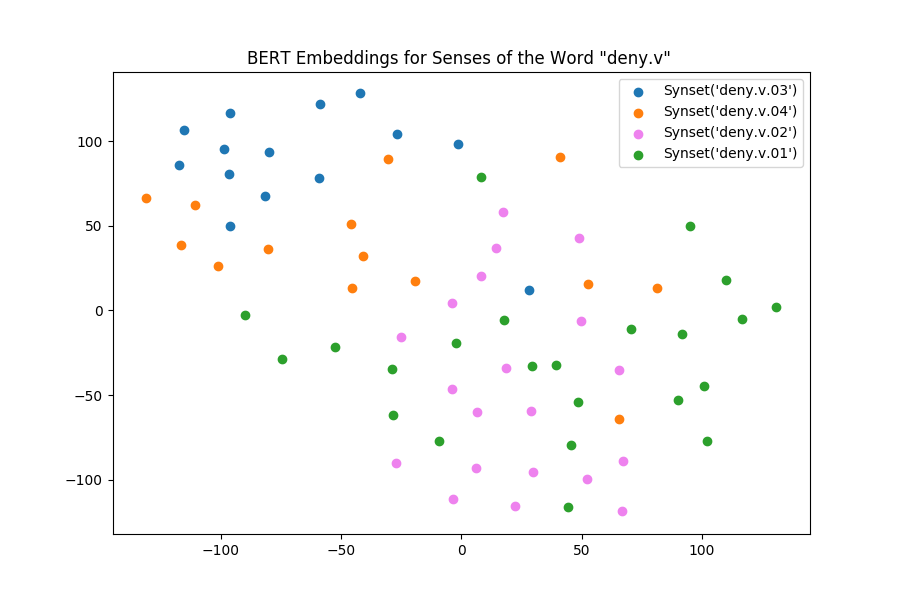 BERT Embeddings for Senses of the Word "deny.v"
Synset('deny.v.03')
Synset('deny.v.04')
Synset('deny.v.02')
Synset('deny.v.01')
100
50
0
−50
−100
−100 −50 0 50 100